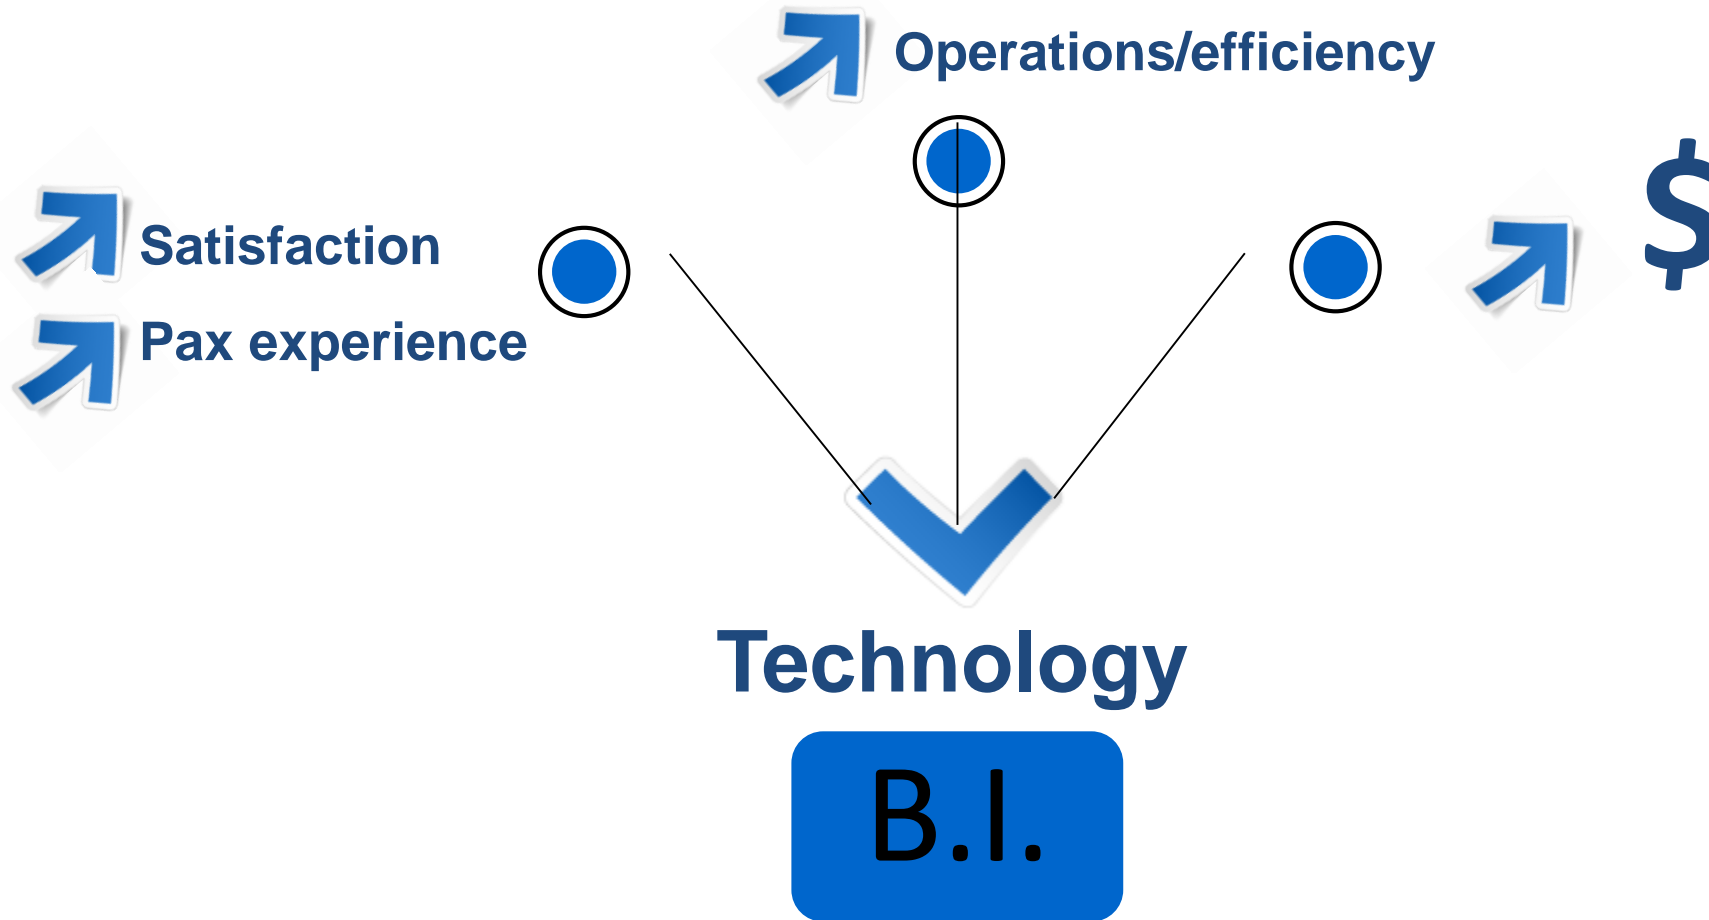 Operations/efficiency
$
Satisfaction
Pax experience
Technology
B.I.